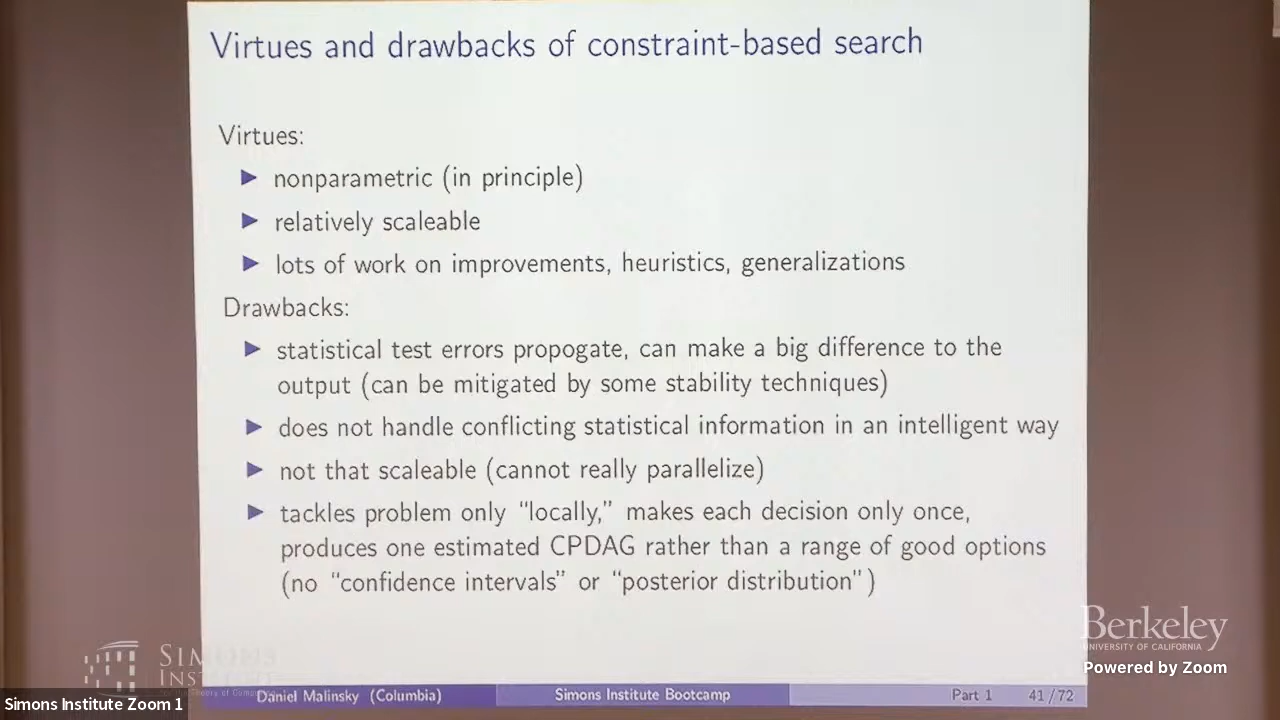 Virtues and drawbacks of constraint-based search
Virtues:
▶ nonparametric (in principle)
▶ relatively scaleable
▶ lots of work on improvements, heuristics, generalizations
Drawbacks:
▶ statistical test errors propogate, can make a big difference to the
output (can be mitigated by some stability techniques)
▶ does not handle conflicting statistical information in an intelligent way
▶ not that scaleable (cannot really parallelize)
▶ tackles problem only “locally,” makes each decision only once,
produces one estimated CPDAG rather than a range of good options
(no “confidence intervals” or “posterior distribution”)
Berkeley
UNIVERSITY OF CALIFORNIA
Powered by Zoom
SIMONS
INSTITUTE
Daniel Malinsky (Columbia)
Simons Institute Bootcamp
Part 1
41/72
Simons Institute Zoom 1